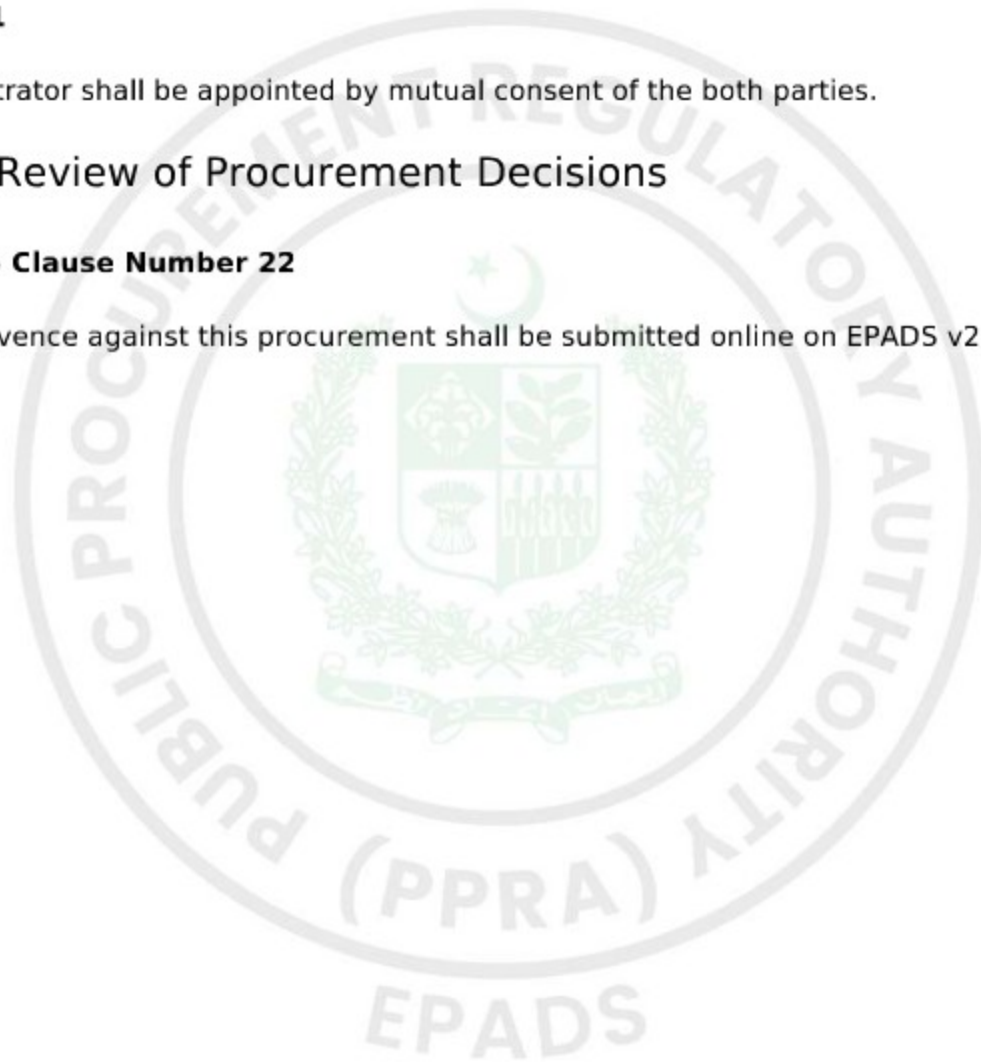 trator shall be appointed by mutual consent of the both parties.
Review of Procurement Decisions
Clause Number 22
vence against this procurement shall be submitted online on EPADS v2
PUBLIC PROCUREMENT REGULATORY AUTHORITY
(PPRA)
EPADS